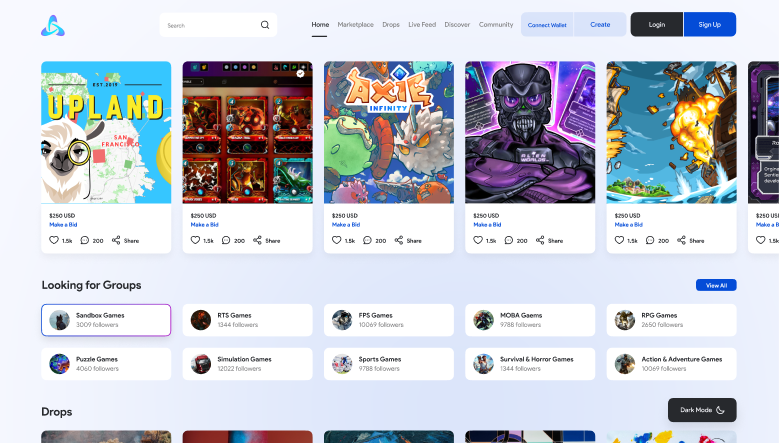 Search
Home Marketplace Drops Live Feed Discover Community
Connect Wallet Create
Login Sign Up
EST. 2019
UPLAND
SAN
FRANCISCO
AXIE
INFINITY
ALIEN
WORLDS
$250 USD
Make a Bid
1.5k 200 Share
$250 USD
Make a Bid
1.5k 200 Share
$250 USD
Make a Bid
1.5k 200 Share
$250 USD
Make a Bid
1.5k 200 Share
$250 USD
Make a Bid
1.5k 200 Share
$250 U
Make a B
1.5k
Looking for Groups
View All
Sandbox Games
3009 followers
RTS Games
1344 followers
FPS Games
10069 followers
MOBA Gaems
9788 followers
RPG Games
2650 followers
Puzzle Games
4060 followers
Simulation Games
12022 followers
Sports Games
9788 followers
Survival & Horror Games
1344 followers
Action & Adventure Games
10069 followers
Drops
Dark Mode